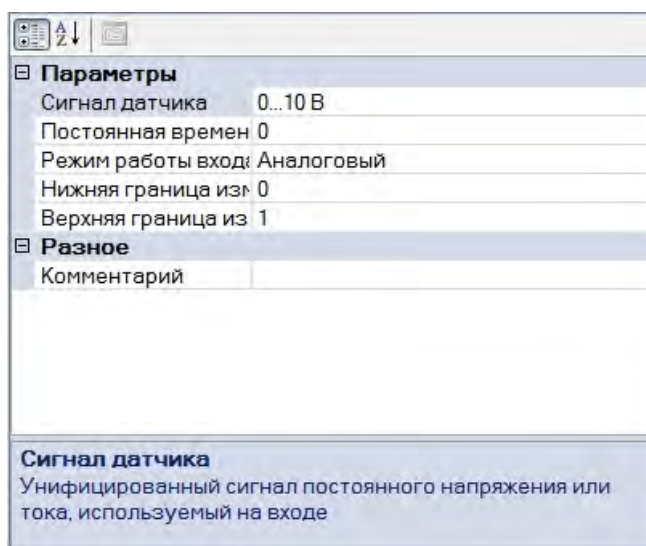 Параметры
Сигнал датчика 0...10 В
Постоянная времен 0
Режим работы входа Аналоговый
Нижняя граница изм 0
Верхняя граница из 1
Разное
Комментарий
Сигнал датчика
Унифицированный сигнал постоянного напряжения или
тока, используемый на входе